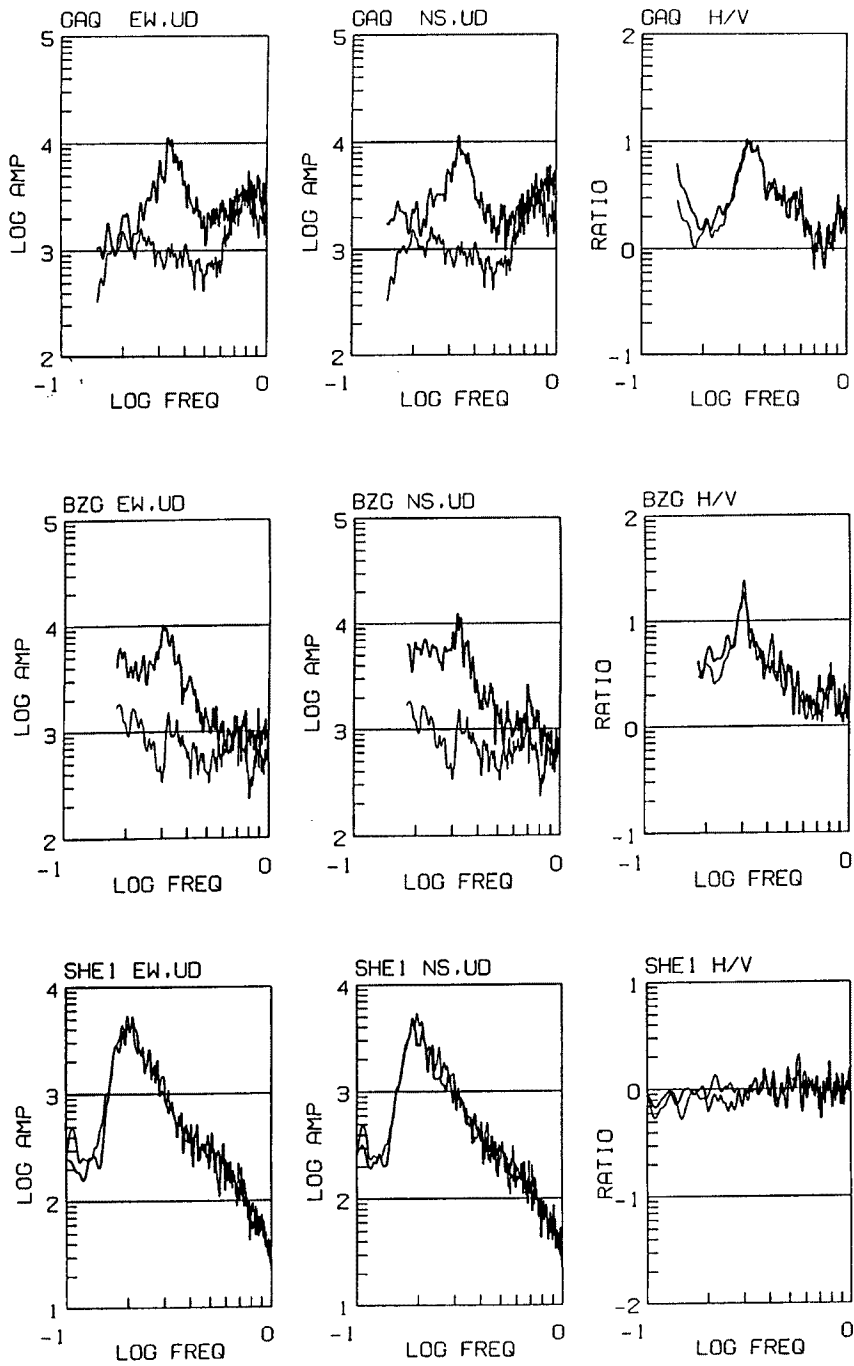 GAQ EW.UD
5
4
3
2
LOG AMP
-1
0
LOG FREQ
GAQ NS.UD
5
4
3
2
LOG AMP
-1
0
LOG FREQ
GAQ H/V
2
1
0
-1
RATIO
-1
0
LOG FREQ
BZG EW.UD
5
4
3
2
LOG AMP
-1
0
LOG FREQ
BZG NS.UD
5
4
3
2
LOG AMP
-1
0
LOG FREQ
BZG H/V
2
1
0
-1
RATIO
-1
0
LOG FREQ
SHE1 EW.UD
4
3
2
1
LOG AMP
-1
0
LOG FREQ
SHE1 NS.UD
4
3
2
1
LOG AMP
-1
0
LOG FREQ
SHE1 H/V
1
0
-1
-2
RATIO
-1
0
LOG FREQ